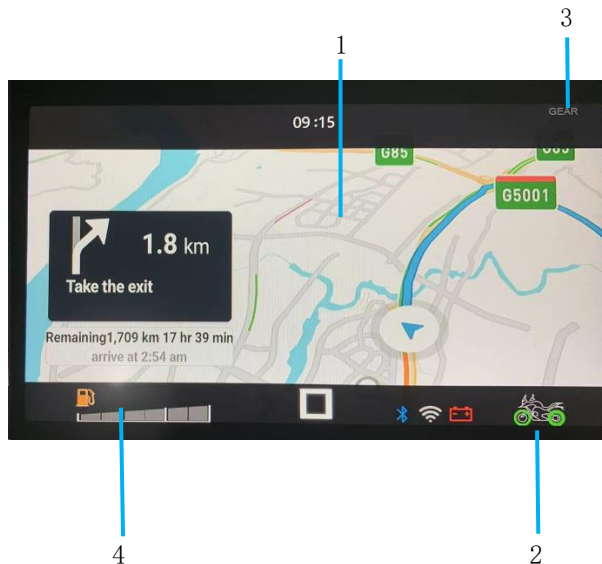 3
1
GEAR
09:15
G85
G5001
1.8 km
Take the exit
Remaining1,709 km 17 hr 39 min
arrive at 2:54 am
4
2